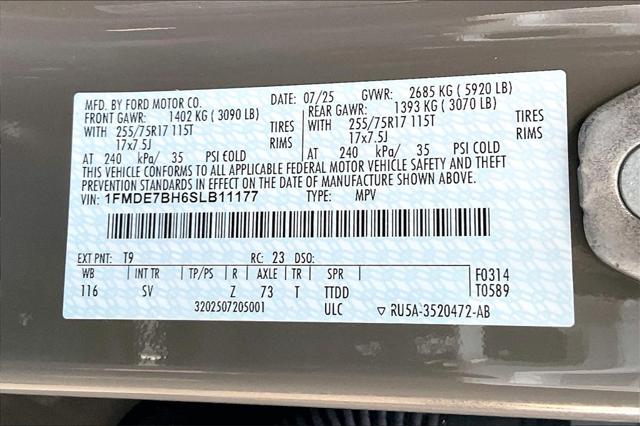 MFD. BY FORD MOTOR CO. DATE: 07/25 GVWR: 2685 KG ( 5920 LB)
FRONT GAWR: 1402 KG ( 3090 LB) REAR GAWR: 1393 KG ( 3070 LB)
WITH 255/75R17 115T TIRES WITH 255/75R17 115T TIRES
17x7.5J RIMS 17x7.5J RIMS
AT 240 kPa/ 35 PSI COLD AT 240 kPa/ 35 PSI COLD
THIS VEHICLE CONFORMS TO ALL APPLICABLE FEDERAL MOTOR VEHICLE SAFETY AND THEFT
PREVENTION STANDARDS IN EFFECT ON THE DATE OF MANUFACTURE SHOWN ABOVE.
VIN: 1FMDE7BH6SLB11177 TYPE: MPV
EXT PNT: T9 RC: 23 DSO:
WB INT TR TP/PS R AXLE TR SPR F0314
116 SV Z 73 T TTDD T0589
3202507205001 ULC ▽ RU5A-3520472-AB